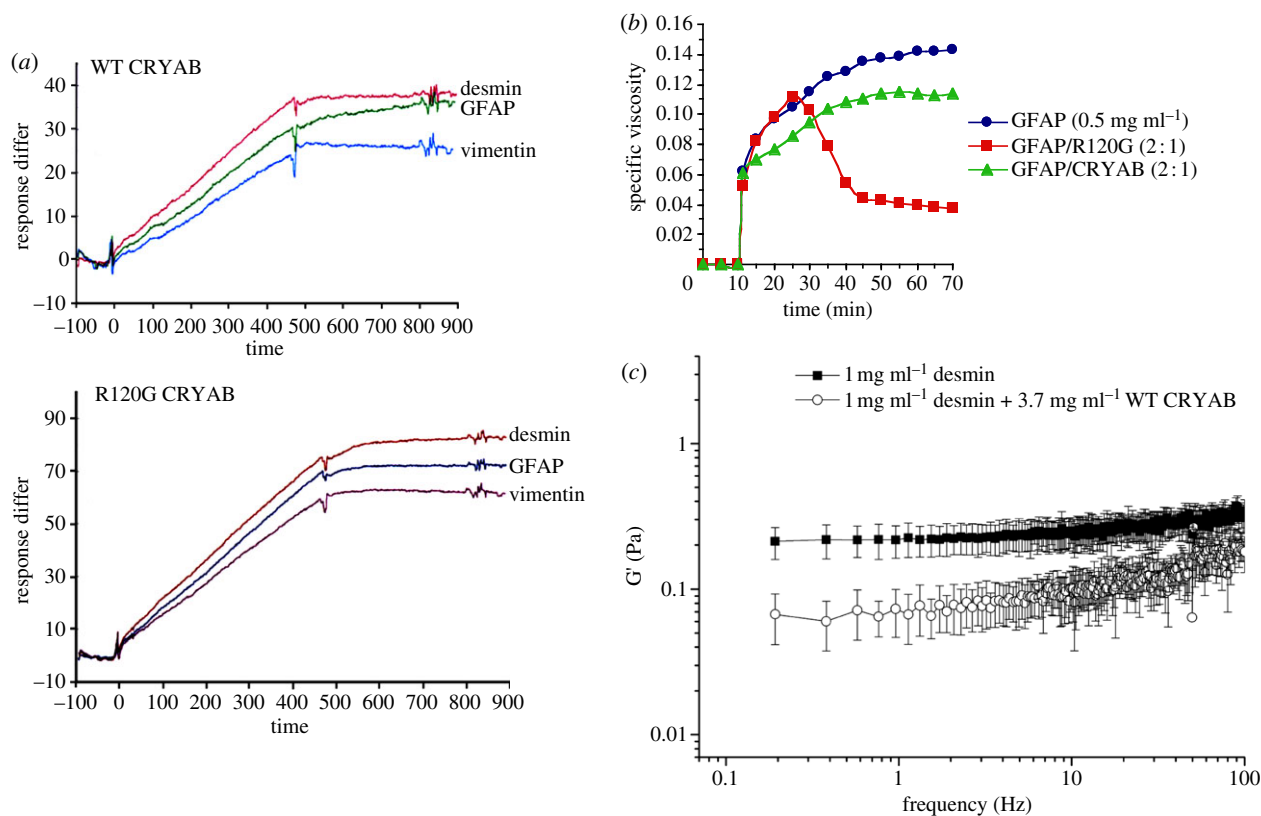 (a)
WT CRYAB
40
30
20
10
0
–10
response differ
desmin
GFAP
vimentin
–100 0 100 200 300 400 500 600 700 800 900
time
R120G CRYAB
90
70
50
30
10
–10
response differ
desmin
GFAP
vimentin
–100 0 100 200 300 400 500 600 700 800 900
time
(b)
0.16
0.14
0.12
0.10
0.08
0.06
0.04
0.02
specific viscosity
0 10 20 30 40 50 60 70
time (min)
GFAP (0.5 mg ml⁻¹)
GFAP/R120G (2 : 1)
GFAP/CRYAB (2 : 1)
(c)
1 mg ml⁻¹ desmin
1 mg ml⁻¹ desmin + 3.7 mg ml⁻¹ WT CRYAB
1
0.1
0.01
G' (Pa)
0.1 1 10 100
frequency (Hz)